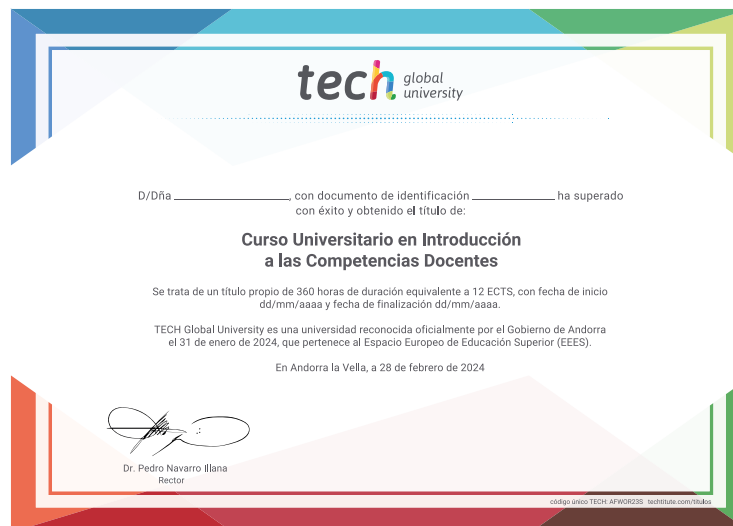 tech global
university
D/Dña ____________________, con documento de identificación ______________ ha superado
con éxito y obtenido el título de:
Curso Universitario en Introducción
a las Competencias Docentes
Se trata de un título propio de 360 horas de duración equivalente a 12 ECTS, con fecha de inicio
dd/mm/aaaa y fecha de finalización dd/mm/aaaa.
TECH Global University es una universidad reconocida oficialmente por el Gobierno de Andorra
el 31 de enero de 2024, que pertenece al Espacio Europeo de Educación Superior (EEES).
En Andorra la Vella, a 28 de febrero de 2024
Dr. Pedro Navarro Illana
Rector
código único TECH: AFWOR23S techtitute.com/titulos